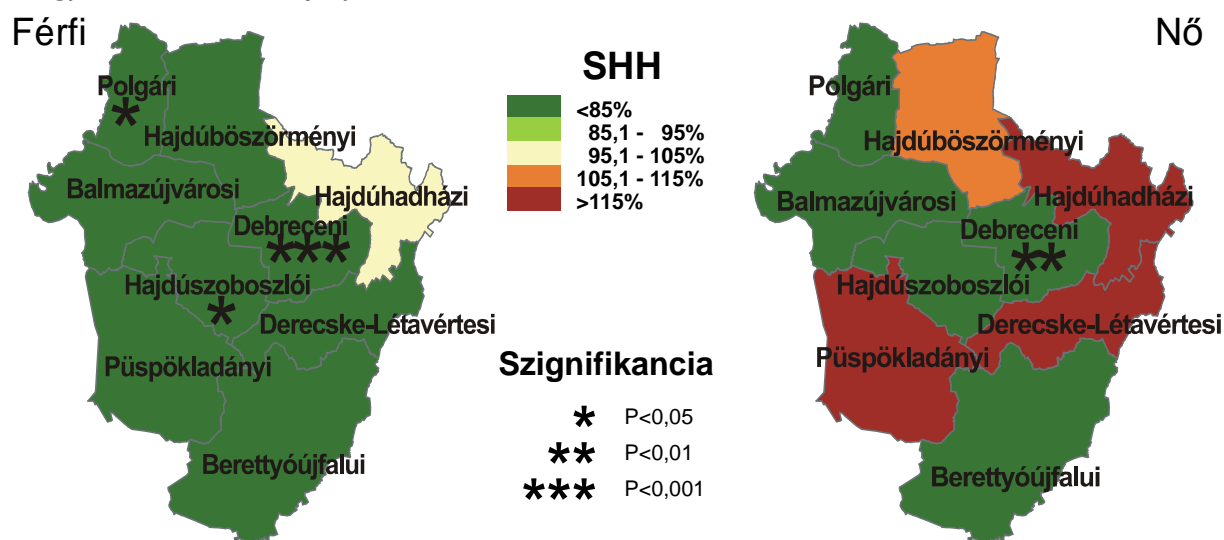 Férfi
Polgári
*
Hajdúböszörményi
Balmazújvárosi
Hajdúhadházi
Debreceni
***
Hajdúszoboszlói
*
Derecske-Létavértesi
Püspökladányi
Berettyóújfalui
SHH
<85%
85,1 - 95%
95,1 - 105%
105,1 - 115%
>115%
Szignifikancia
* P<0,05
** P<0,01
*** P<0,001
Nő
Polgári
Hajdúböszörményi
Balmazújvárosi
Hajdúhadházi
Debreceni
**
Hajdúszoboszlói
Derecske-Létavértesi
Püspökladányi
Berettyóújfalui